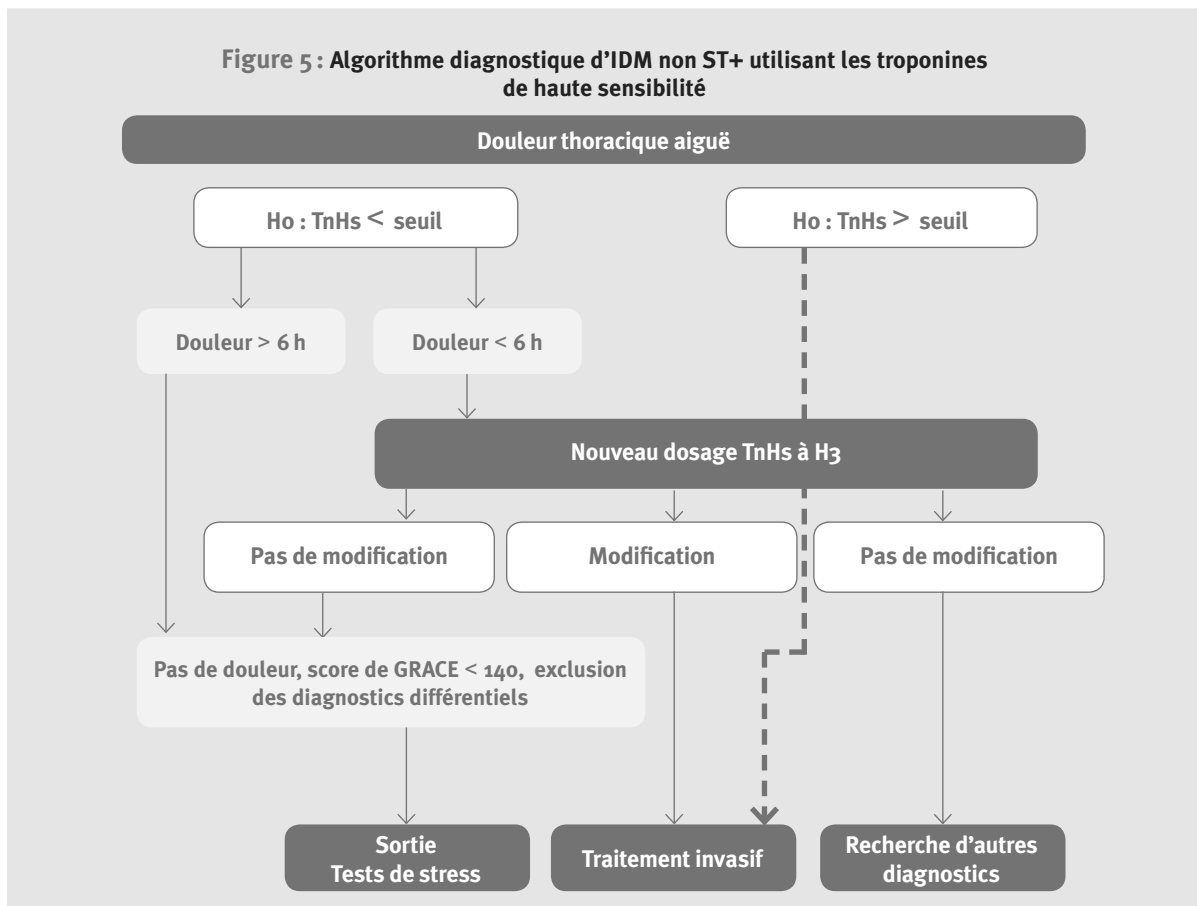 Figure 5 : Algorithme diagnostique d’IDM non ST+ utilisant les troponines
de haute sensibilité
Douleur thoracique aiguë
H0 : TnHs < seuil
H0 : TnHs > seuil
Douleur > 6 h
Douleur < 6 h
Nouveau dosage TnHs à H3
Pas de modification
Modification
Pas de modification
Pas de douleur, score de GRACE < 140, exclusion
des diagnostics différentiels
Sortie
Tests de stress
Traitement invasif
Recherche d’autres
diagnostics